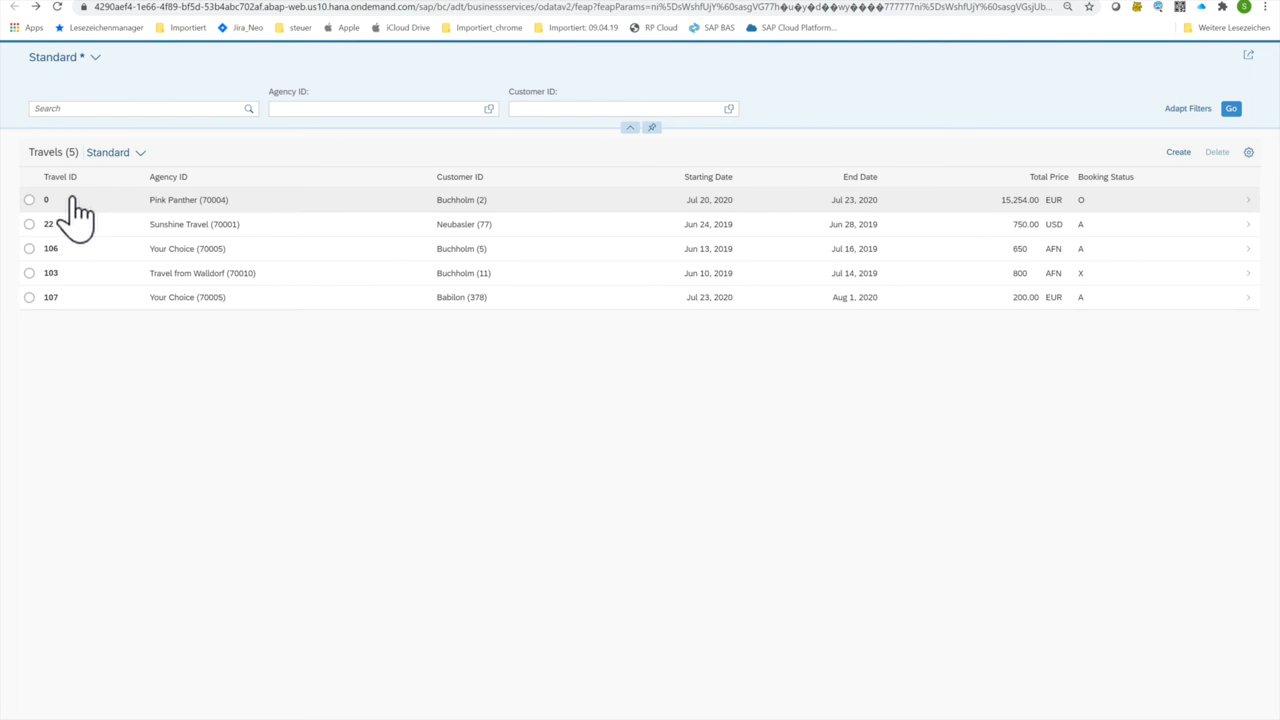 4290aef4-1e66-4f89-bf5d-53b4abc702af.abap-web.us10.hana.ondemand.com/sap/bc/adt/businessservices/odatav2/feap?feapParams=
Apps Lesezeichenmanager Importiert Jira_Neo steuer Apple iCloud Drive Importiert_chrome Importiert: 09.04.19 RP Cloud SAP BAS SAP Cloud Platform... Weitere Lesezeichen
Standard *
Agency ID: Customer ID:
Search Adapt Filters Go
Travels (5) Standard Create Delete
Travel ID Agency ID Customer ID Starting Date End Date Total Price Booking Status
0 Pink Panther (70004) Buchholm (2) Jul 20, 2020 Jul 23, 2020 15,254.00 EUR O
22 Sunshine Travel (70001) Neubasler (77) Jun 24, 2019 Jun 28, 2019 750.00 USD A
106 Your Choice (70005) Buchholm (5) Jun 13, 2019 Jul 16, 2019 650 AFN A
103 Travel from Walldorf (70010) Buchholm (11) Jun 10, 2019 Jul 14, 2019 800 AFN X
107 Your Choice (70005) Babilon (378) Jul 23, 2020 Aug 1, 2020 200.00 EUR A